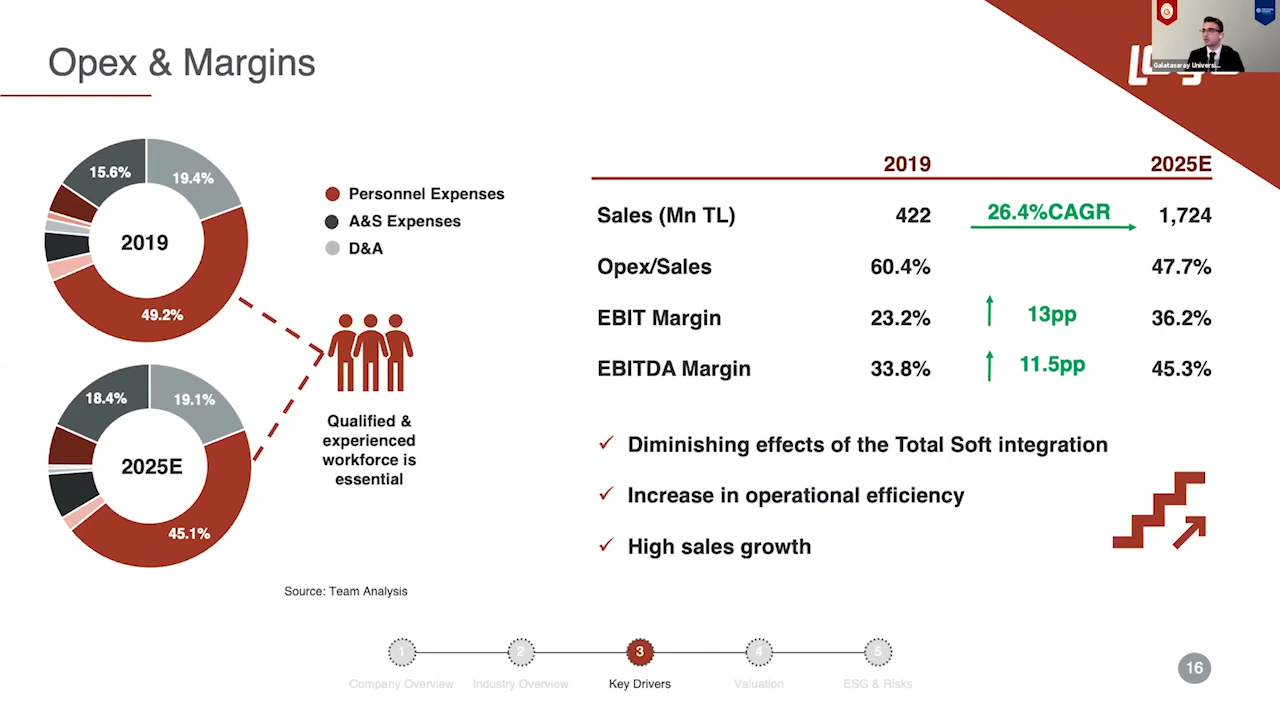 Opex & Margins
Galatasaray Universi...
15.6%
19.4%
2019
49.2%
Personnel Expenses
A&S Expenses
D&A
18.4%
19.1%
2025E
45.1%
Qualified &
experienced
workforce is
essential
Source: Team Analysis
2019 2025E
Sales (Mn TL) 422 26.4%CAGR 1,724
Opex/Sales 60.4% 47.7%
EBIT Margin 23.2% 13pp 36.2%
EBITDA Margin 33.8% 11.5pp 45.3%
Diminishing effects of the Total Soft integration
Increase in operational efficiency
High sales growth
1 2 3 4 5
Company Overview Industry Overview Key Drivers Valuation ESG & Risks
16